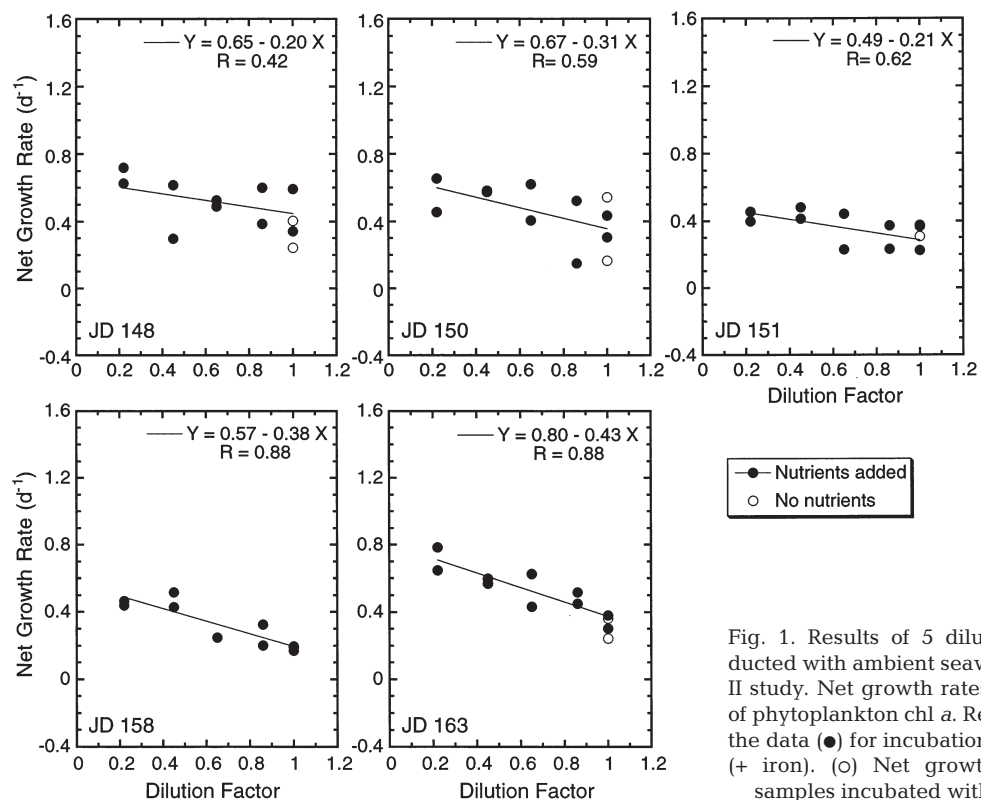 Y = 0.65 - 0.20 X
R = 0.42
Y = 0.67 - 0.31 X
R= 0.59
Y = 0.49 - 0.21 X
R= 0.62
1.6
1.2
0.8
0.4
0
-0.4
1.6
1.2
0.8
0.4
0
-0.4
1.6
1.2
0.8
0.4
0
-0.4
Net Growth Rate (d⁻¹)
JD 148
JD 150
JD 151
0 0.2 0.4 0.6 0.8 1 1.2
0 0.2 0.4 0.6 0.8 1 1.2
0 0.2 0.4 0.6 0.8 1 1.2
Dilution Factor
Y = 0.57 - 0.38 X
R = 0.88
Y = 0.80 - 0.43 X
R = 0.88
1.6
1.2
0.8
0.4
0
-0.4
1.6
1.2
0.8
0.4
0
-0.4
Net Growth Rate (d⁻¹)
JD 158
JD 163
0 0.2 0.4 0.6 0.8 1 1.2
0 0.2 0.4 0.6 0.8 1 1.2
Dilution Factor
Dilution Factor
Nutrients added
No nutrients
Fig. 1. Results of 5 dilu
ducted with ambient seaw
II study. Net growth rates
of phytoplankton chl a. Re
the data (●) for incubation
(+ iron). (○) Net growt
samples incubated with